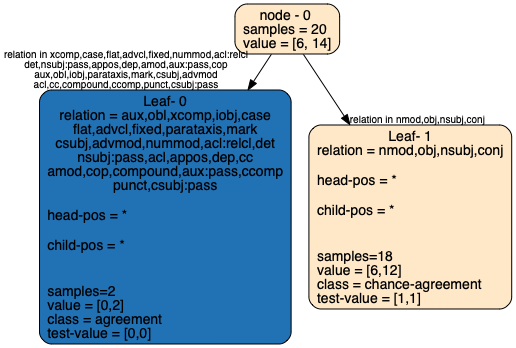 node - 0
samples = 20
value = [6, 14]
relation in xcomp,case,flat,advcl,fixed,nummod,acl:relcl
det,nsubj:pass,appos,dep,amod,aux:pass,cop
aux,obl,iobj,parataxis,mark,csubj,advmod
acl,cc,compound,ccomp,punct,csubj:pass
relation in nmod,obj,nsubj,conj
Leaf- 0
relation = aux,obl,xcomp,iobj,case
flat,advcl,fixed,parataxis,mark
csubj,advmod,nummod,acl:relcl,det
nsubj:pass,acl,appos,dep,cc
amod,cop,compound,aux:pass,ccomp
punct,csubj:pass
head-pos = *
child-pos = *
samples=2
value = [0,2]
class = agreement
test-value = [0,0]
Leaf- 1
relation = nmod,obj,nsubj,conj
head-pos = *
child-pos = *
samples=18
value = [6,12]
class = chance-agreement
test-value = [1,1]